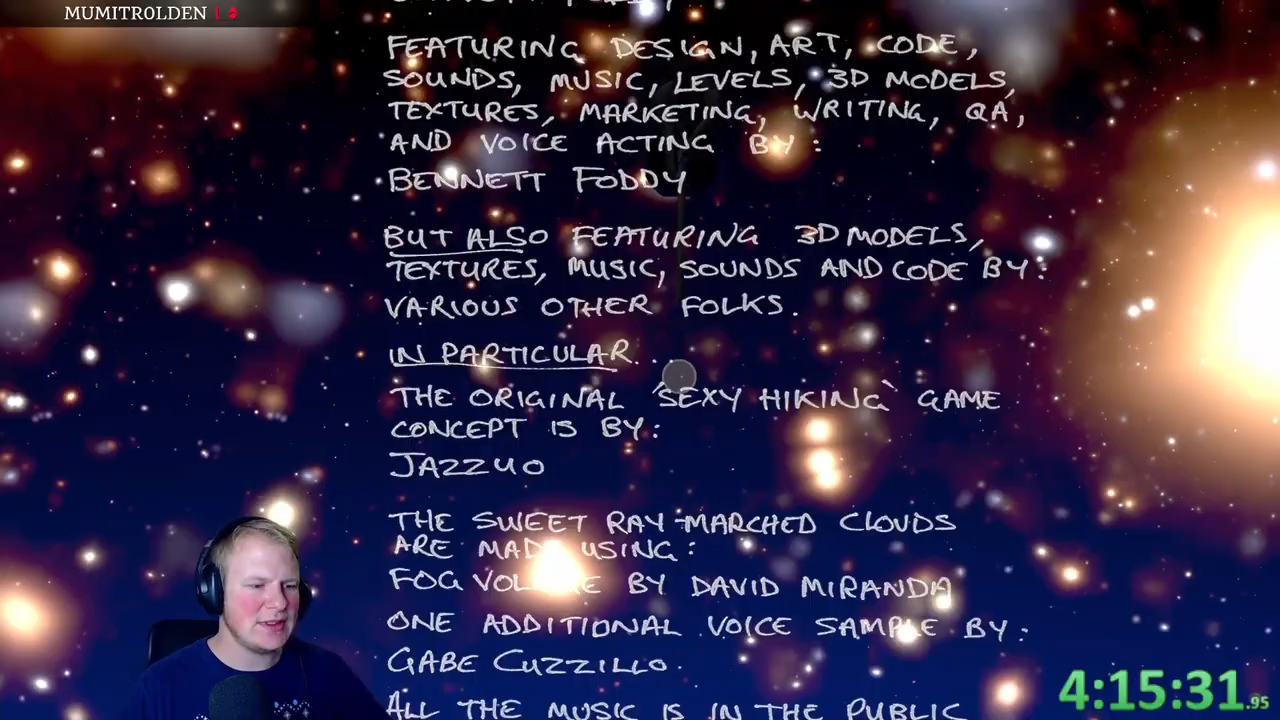 MUMITROLDEN
FEATURING DESIGN, ART, CODE,
SOUNDS, MUSIC, LEVELS, 3D MODELS,
TEXTURES, MARKETING, WRITING, QA,
AND VOICE ACTING BY:
BENNETT FODDY
BUT ALSO FEATURING 3D MODELS,
TEXTURES, MUSIC, SOUNDS AND CODE BY:
VARIOUS OTHER FOLKS.
IN PARTICULAR...
THE ORIGINAL 'SEXY HIKING' GAME
CONCEPT IS BY:
JAZZUO
THE SWEET RAY-MARCHED CLOUDS
ARE MADE USING:
FOG VOLUME BY DAVID MIRANDA
ONE ADDITIONAL VOICE SAMPLE BY:
GABE CUZZILLO.
ALL THE MUSIC IS IN THE PUBLIC
4:15:31.95